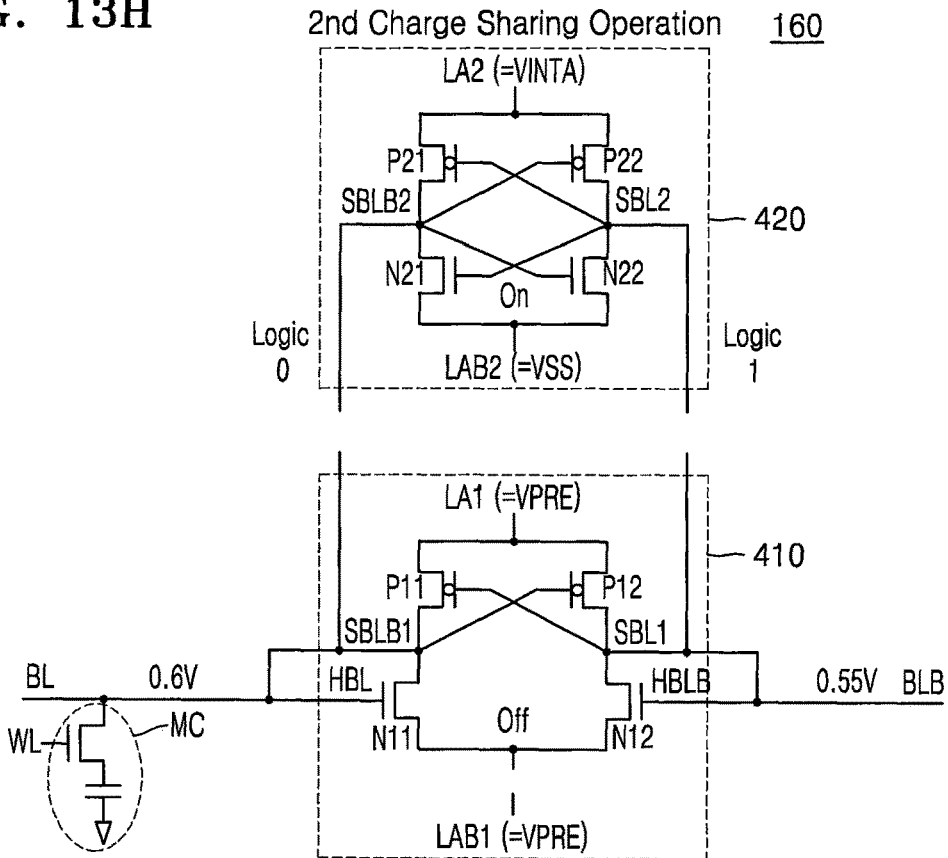 13H
2nd Charge Sharing Operation 160
LA2 (=VINTA)
P21 P22
SBLB2 SBL2
420
N21 N22
On
Logic
0
Logic
1
LAB2 (=VSS)
LA1 (=VPRE)
410
P11 P12
SBLB1 SBL1
BL 0.6V HBL HBLB 0.55V BLB
WL MC
N11 Off N12
LAB1 (=VPRE)